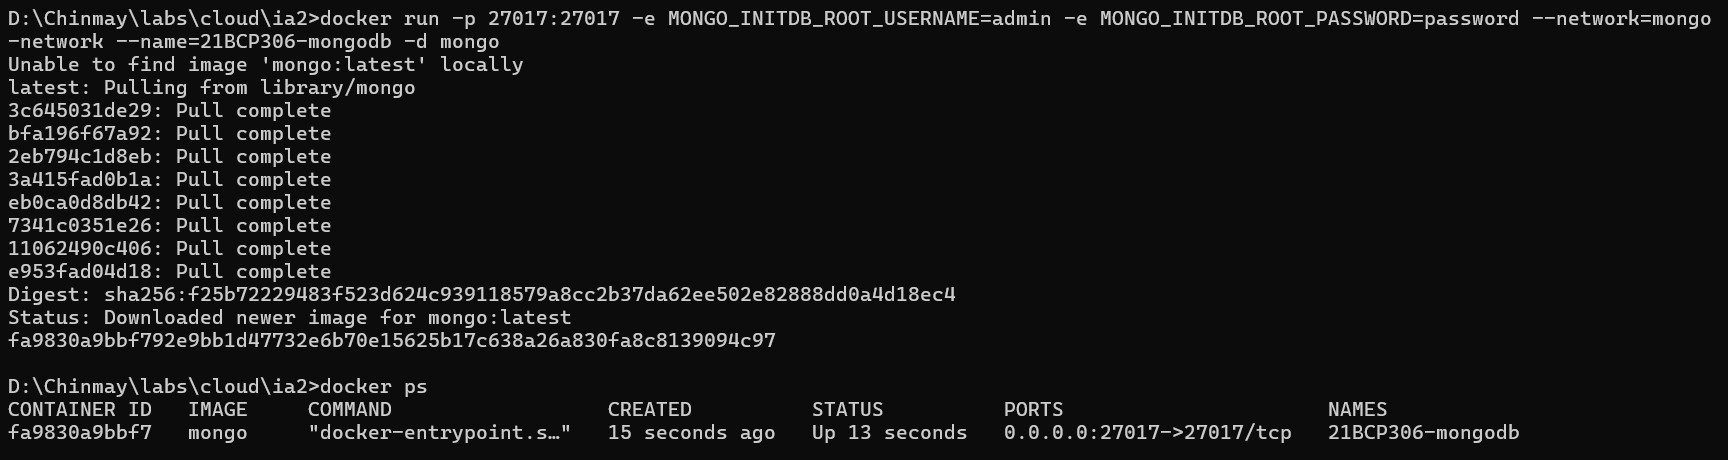 D:\Chinmay\labs\cloud\ia2>docker run -p 27017:27017 -e MONGO_INITDB_ROOT_USERNAME=admin -e MONGO_INITDB_ROOT_PASSWORD=password --network=mongo
-network --name=21BCP306-mongodb -d mongo
Unable to find image 'mongo:latest' locally
latest: Pulling from library/mongo
3c645031de29: Pull complete
bfa196f67a92: Pull complete
2eb794c1d8eb: Pull complete
3a415fad0b1a: Pull complete
eb0ca0d8db42: Pull complete
7341c0351e26: Pull complete
11062490c406: Pull complete
e953fad04d18: Pull complete
Digest: sha256:f25b72229483f523d624c939118579a8cc2b37da62ee502e82888dd0a4d18ec4
Status: Downloaded newer image for mongo:latest
fa9830a9bbf792e9bb1d47732e6b70e15625b17c638a26a830fa8c8139094c97

D:\Chinmay\labs\cloud\ia2>docker ps
CONTAINER ID   IMAGE     COMMAND                  CREATED          STATUS          PORTS                      NAMES
fa9830a9bbf7   mongo     "docker-entrypoint.s…"   15 seconds ago   Up 13 seconds   0.0.0.0:27017->27017/tcp   21BCP306-mongodb